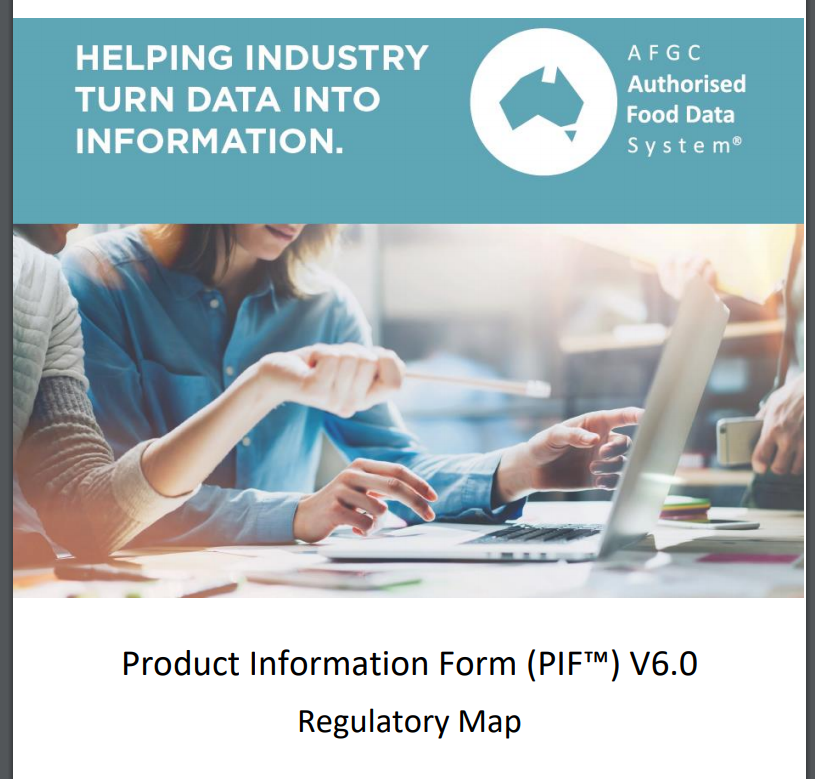 HELPING INDUSTRY
TURN DATA INTO
INFORMATION.
AFGC
Authorised
Food Data
System®
Product Information Form (PIF™) V6.0
Regulatory Map